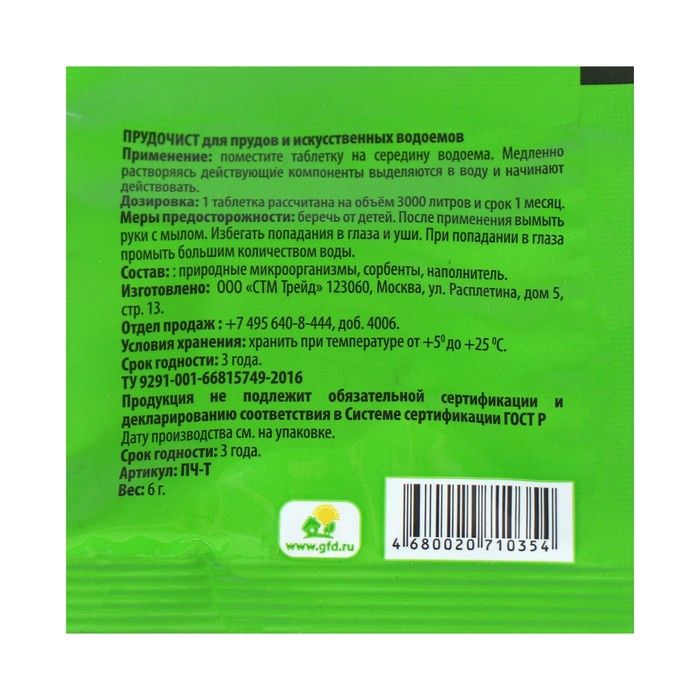 ПРУДОЧИСТ для прудов и искусственных водоемов
Применение: поместите таблетку на середину водоема. Медленно
растворяясь действующие компоненты выделяются в воду и начинают
действовать.
Дозировка: 1 таблетка рассчитана на объём 3000 литров и срок 1 месяц.
Меры предосторожности: беречь от детей. После применения вымыть
руки с мылом. Избегать попадания в глаза и уши. При попадании в глаза
промыть большим количеством воды.
Состав: : природные микроорганизмы, сорбенты, наполнитель.
Изготовлено: ООО «СТМ Трейд» 123060, Москва, ул. Расплетина, дом 5,
стр. 13.
Отдел продаж : +7 495 640-8-444, доб. 4006.
Условия хранения: хранить при температуре от +5⁰ до +25 ⁰С.
Срок годности: 3 года.
ТУ 9291-001-66815749-2016
Продукция не подлежит обязательной сертификации и
декларированию соответствия в Системе сертификации ГОСТ Р
Дату производства см. на упаковке.
Срок годности: 3 года.
Артикул: ПЧ-Т
Вес: 6 г.
www.gfd.ru
4 680020 710354